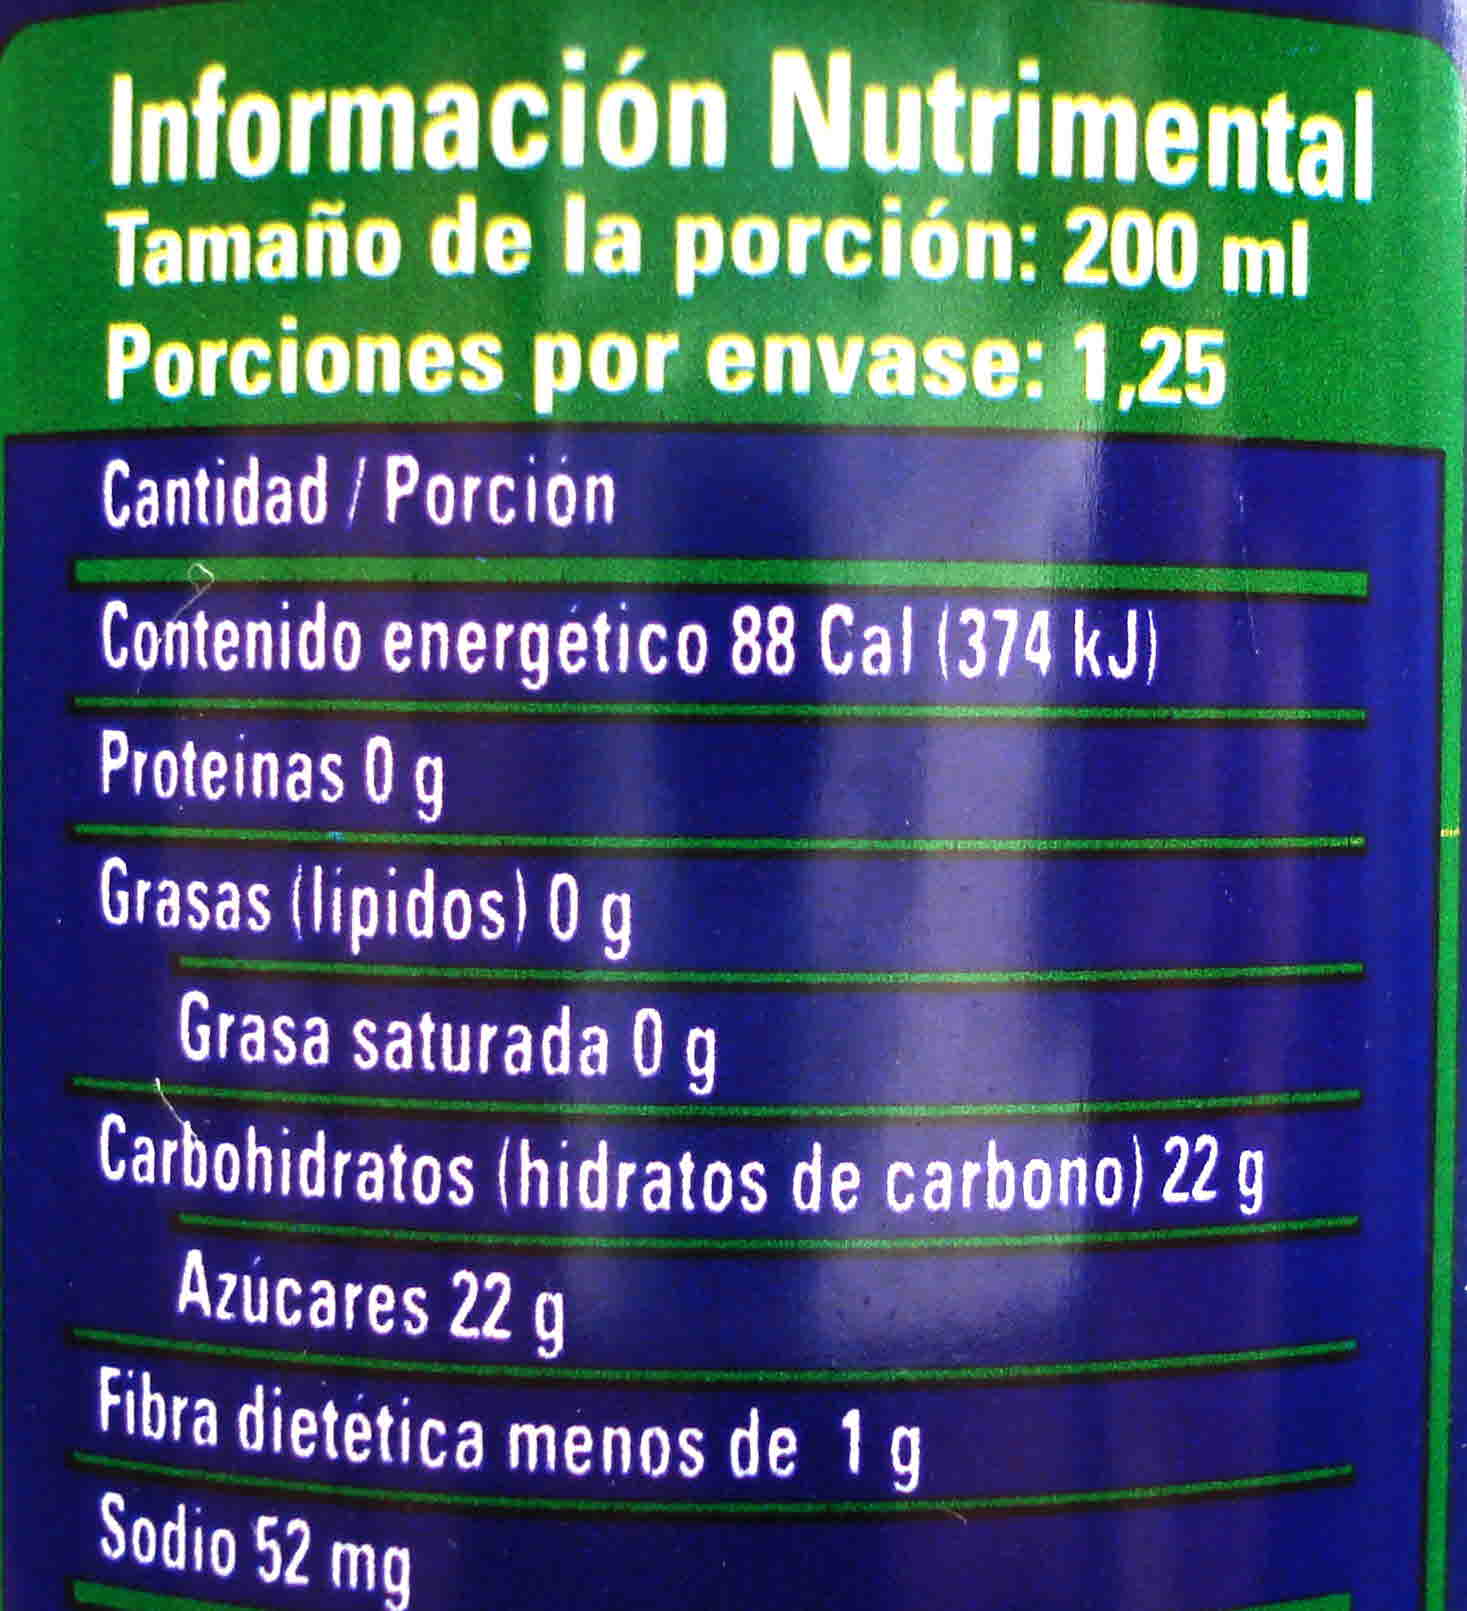 Información Nutrimental
Tamaño de la porción: 200 ml
Porciones por envase: 1,25
Cantidad / Porción
Contenido energético 88 Cal (374 kJ)
Proteínas 0 g
Grasas (lípidos) 0 g
Grasa saturada 0 g
Carbohidratos (hidratos de carbono) 22 g
Azúcares 22 g
Fibra dietética menos de 1 g
Sodio 52 mg